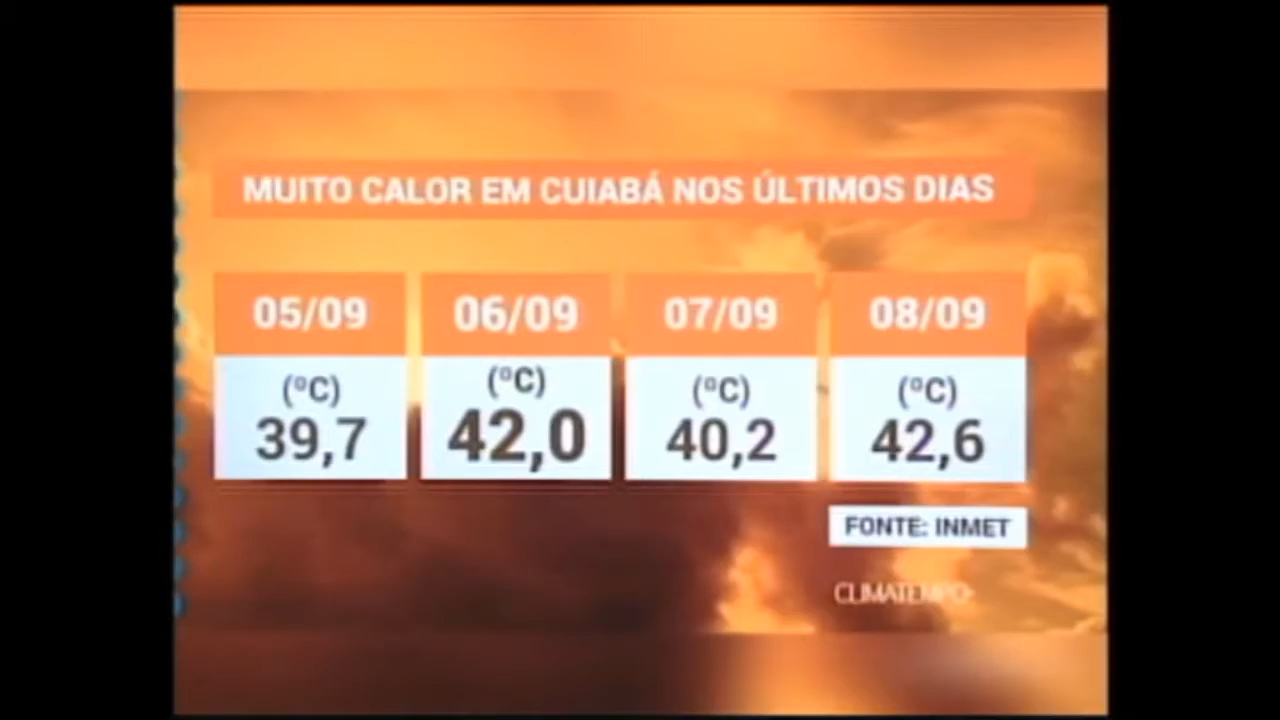 MUITO CALOR EM CUIABÁ NOS ÚLTIMOS DIAS
05/09 06/09 07/09 08/09
(ºC) (ºC) (ºC) (ºC)
39,7 42,0 40,2 42,6
FONTE: INMET
CLIMATEMPO